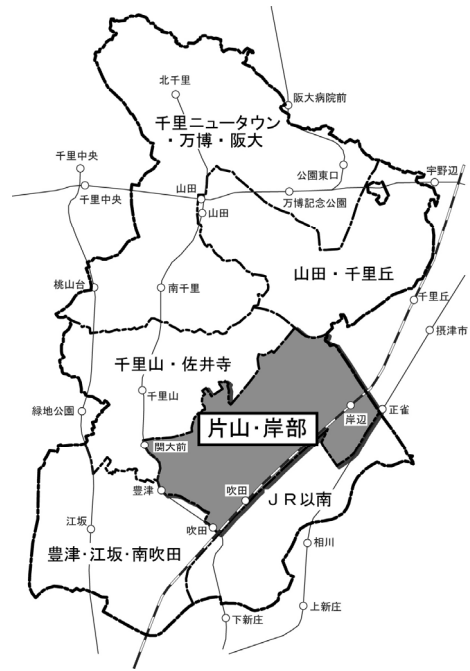 北千里
阪大病院前
千里ニュータウン
・万博・阪大
千里中央
公園東口
宇野辺
千里中央
山田
万博記念公園
山田
山田・千里丘
桃山台
南千里
千里丘
摂津市
千里山・佐井寺
千里山
緑地公園
片山・岸部
岸辺
正雀
関大前
豊津
吹田
JR以南
江坂
吹田
豊津・江坂・南吹田
相川
上新庄
下新庄